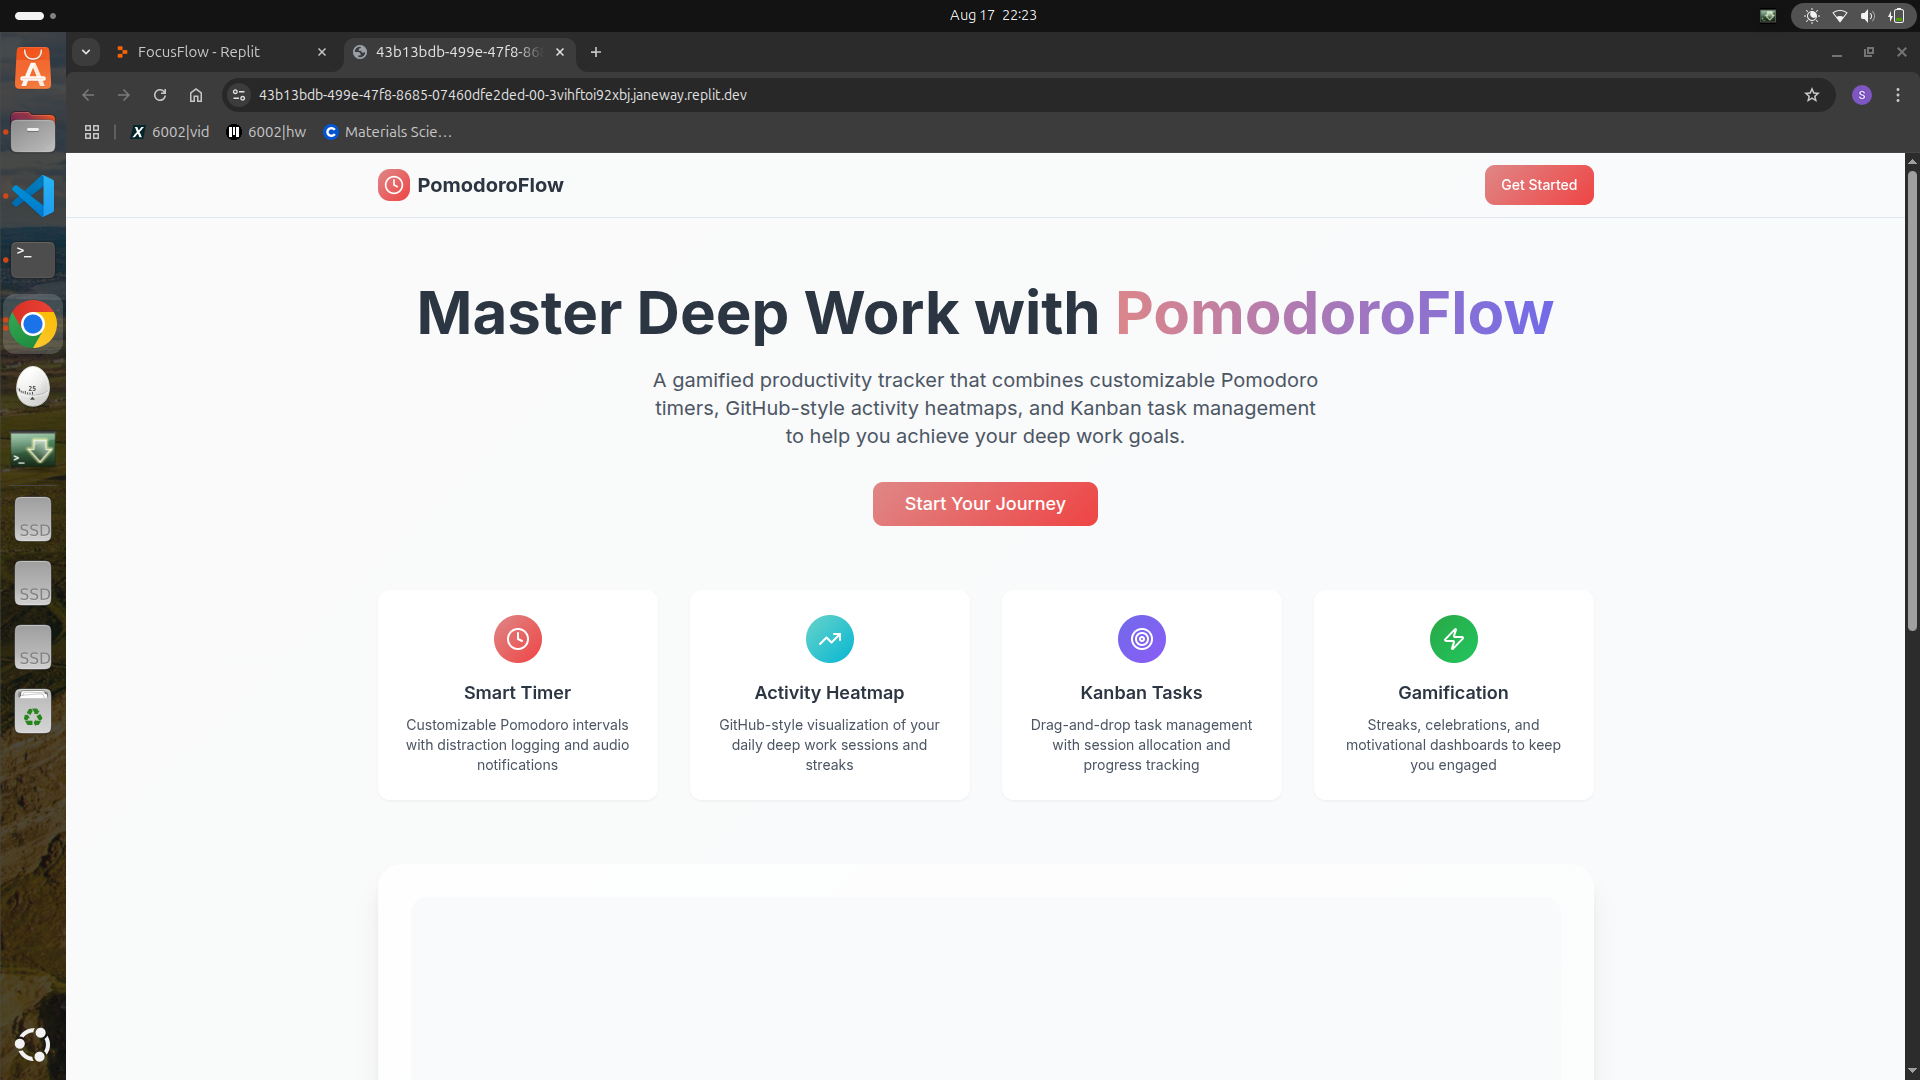 Aug 17 22:23
FocusFlow - Replit
43b13bdb-499e-47f8-86
43b13bdb-499e-47f8-8685-07460dfe2ded-00-3vihftoi92xbj.janeway.replit.dev
S
6002|vid
6002|hw
Materials Scie…
PomodoroFlow
Get Started
Master Deep Work with PomodoroFlow
A gamified productivity tracker that combines customizable Pomodoro
timers, GitHub-style activity heatmaps, and Kanban task management
to help you achieve your deep work goals.
Start Your Journey
Smart Timer
Customizable Pomodoro intervals
with distraction logging and audio
notifications
Activity Heatmap
GitHub-style visualization of your
daily deep work sessions and
streaks
Kanban Tasks
Drag-and-drop task management
with session allocation and
progress tracking
Gamification
Streaks, celebrations, and
motivational dashboards to keep
you engaged
25
SSD
SSD
SSD